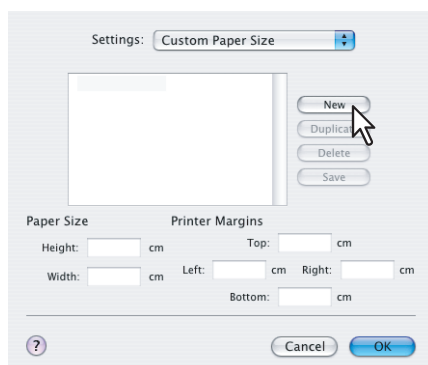 Settings: Custom Paper Size
New
Duplicat
Delete
Save
Paper Size Printer Margins
Height: cm Top: cm
Width: cm Left: cm Right: cm
Bottom: cm
? Cancel OK